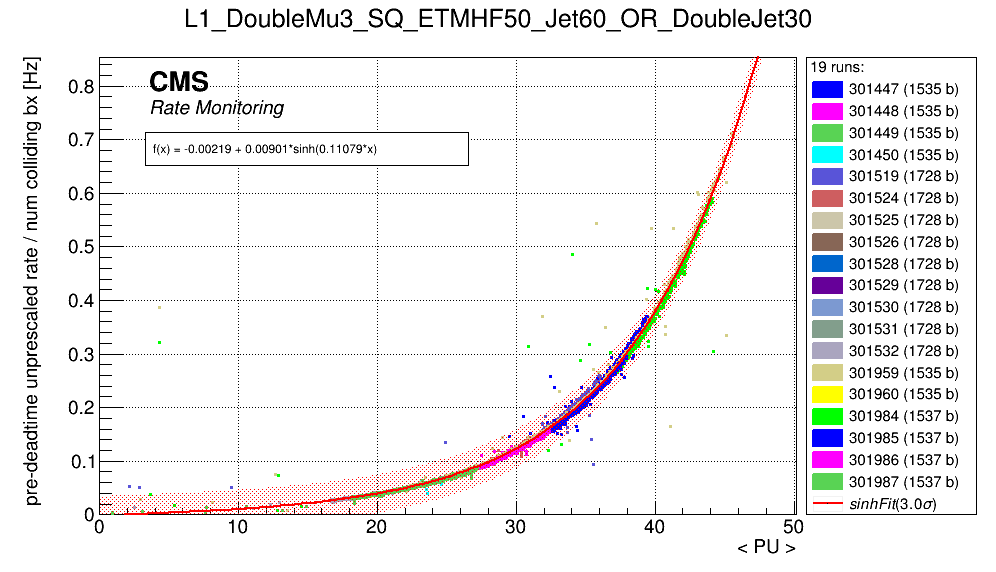 L1_DoubleMu3_SQ_ETMHF50_Jet60_OR_DoubleJet30
pre-deadtime unprescaled rate / num colliding bx [Hz]
CMS
Rate Monitoring
f(x) = -0.00219 + 0.00901*sinh(0.11079*x)
0.8
0.7
0.6
0.5
0.4
0.3
0.2
0.1
0
0 10 20 30 40 50
< PU >
19 runs:
301447 (1535 b)
301448 (1535 b)
301449 (1535 b)
301450 (1535 b)
301519 (1728 b)
301524 (1728 b)
301525 (1728 b)
301526 (1728 b)
301528 (1728 b)
301529 (1728 b)
301530 (1728 b)
301531 (1728 b)
301532 (1728 b)
301959 (1535 b)
301960 (1535 b)
301984 (1537 b)
301985 (1537 b)
301986 (1537 b)
301987 (1537 b)
sinhFit(3.0σ)